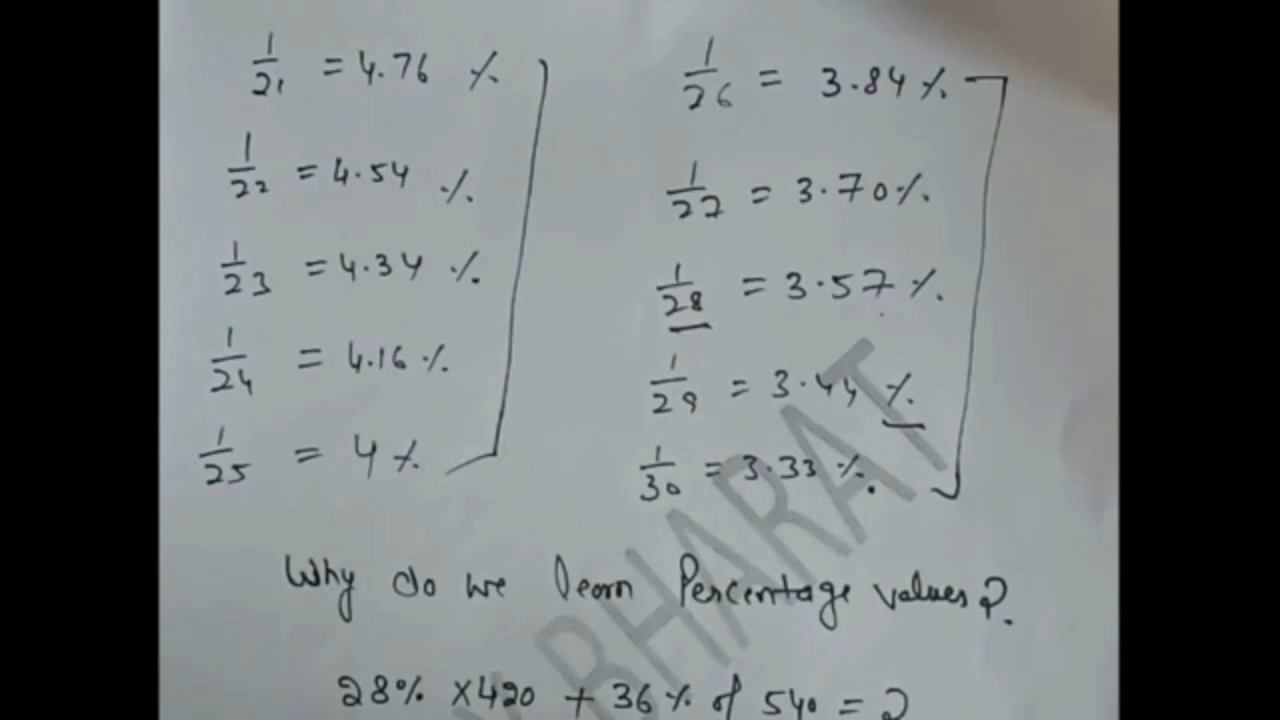 1/21 = 4.76 %
1/22 = 4.54 %
1/23 = 4.34 %
1/24 = 4.16 %
1/25 = 4 %
1/26 = 3.84 %
1/27 = 3.70 %
1/28 = 3.57 %
1/29 = 3.44 %
1/30 = 3.33 %
Why do we learn Percentage values?
28% × 420 + 36 % of 540 = ?
BHARAT